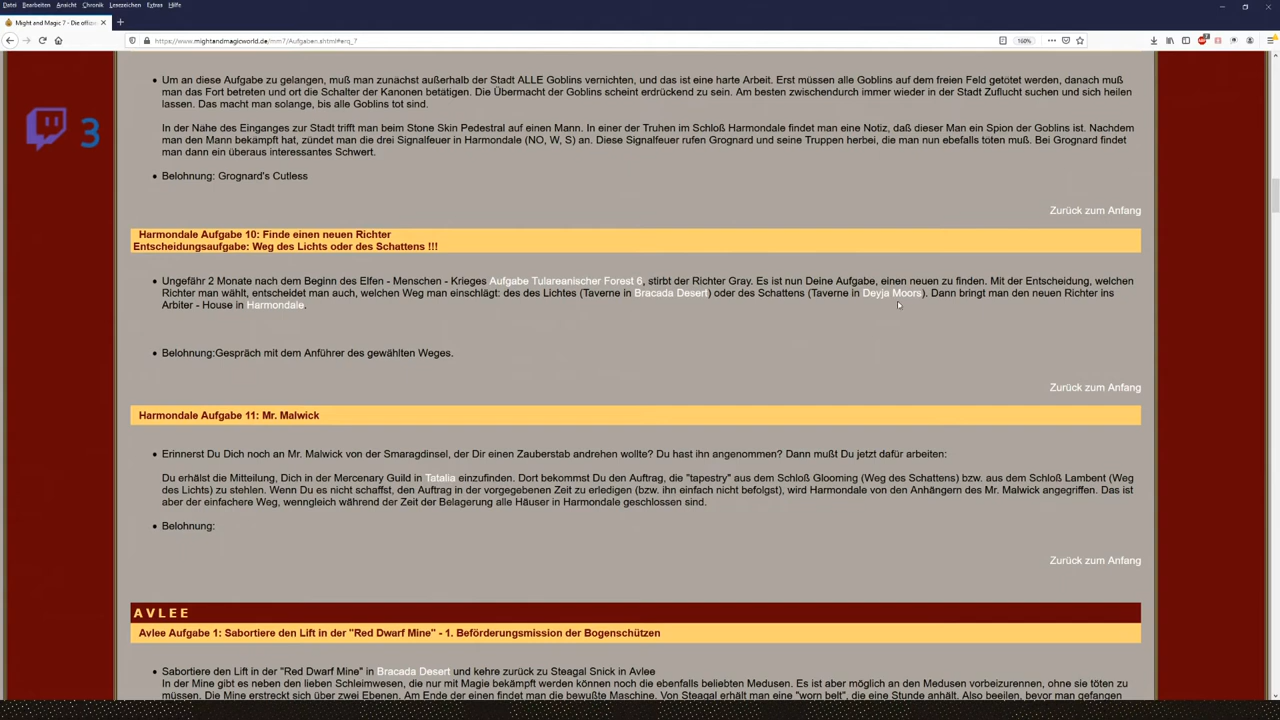 Datei Bearbeiten Ansicht Chronik Lesezeichen Extras Hilfe
Might and Magic 7 - Die offizie
https://www.mightandmagicworld.de/mm7/Aufgaben.shtml#erq_7
160%
3
Um an diese Aufgabe zu gelangen, muß man zunächst außerhalb der Stadt ALLE Goblins vernichten, und das ist eine harte Arbeit. Erst müssen alle Goblins auf dem freien Feld getötet werden, danach muß
man das Fort betreten und ort die Schalter der Kanonen betätigen. Die Übermacht der Goblins scheint erdrückend zu sein. Am besten zwischendurch immer wieder in der Stadt Zuflucht suchen und sich heilen
lassen. Das macht man solange, bis alle Goblins tot sind.
In der Nähe des Einganges zur Stadt trifft man beim Stone Skin Pedestral auf einen Mann. In einer der Truhen im Schloß Harmondale findet man eine Notiz, daß dieser Man ein Spion der Goblins ist. Nachdem
man den Mann bekämpft hat, zündet man die drei Signalfeuer in Harmondale (NO, W, S) an. Diese Signalfeuer rufen Grognard und seine Truppen herbei, die man nun ebefalls toten muß. Bei Grognard findet
man dann ein überaus interessantes Schwert.
Belohnung: Grognard's Cutless
Zurück zum Anfang
Harmondale Aufgabe 10: Finde einen neuen Richter
Entscheidungsaufgabe: Weg des Lichts oder des Schattens !!!
Ungefähr 2 Monate nach dem Beginn des Elfen - Menschen - Krieges Aufgabe Tulareanischer Forest 6, stirbt der Richter Gray. Es ist nun Deine Aufgabe, einen neuen zu finden. Mit der Entscheidung, welchen
Richter man wählt, entscheidet man auch, welchen Weg man einschlägt: des des Lichtes (Taverne in Bracada Desert) oder des Schattens (Taverne in Deyja Moors). Dann bringt man den neuen Richter ins
Arbiter - House in Harmondale.
Belohnung:Gespräch mit dem Anführer des gewählten Weges.
Zurück zum Anfang
Harmondale Aufgabe 11: Mr. Malwick
Erinnerst Du Dich noch an Mr. Malwick von der Smaragdinsel, der Dir einen Zauberstab andrehen wollte? Du hast ihn angenommen? Dann mußt Du jetzt dafür arbeiten:
Du erhälst die Mitteilung, Dich in der Mercenary Guild in Tatalia einzufinden. Dort bekommst Du den Auftrag, die "tapestry" aus dem Schloß Glooming (Weg des Schattens) bzw. aus dem Schloß Lambent (Weg
des Lichts) zu stehlen. Wenn Du es nicht schaffst, den Auftrag in der vorgegebenen Zeit zu erledigen (bzw. ihn einfach nicht befolgst), wird Harmondale von den Anhängern des Mr. Malwick angegriffen. Das ist
aber der einfachere Weg, wenngleich während der Zeit der Belagerung alle Häuser in Harmondale geschlossen sind.
Belohnung:
Zurück zum Anfang
AVLEE
Avlee Aufgabe 1: Sabortiere den Lift in der "Red Dwarf Mine" - 1. Beförderungsmission der Bogenschützen
Sabortiere den Lift in der "Red Dwarf Mine" in Bracada Desert und kehre zurück zu Steagal Snick in Avlee
In der Mine gibt es neben den lieben Schleimwesen, die nur mit Magie bekämpft werden können noch die ebenfalls beliebten Medusen. Es ist aber möglich an den Medusen vorbeizurennen, ohne sie töten zu
müssen. Die Mine erstreckt sich über zwei Ebenen. Am Ende der einen findet man die bewußte Maschine. Von Steagal erhält man eine "worn belt", die eine Stunde anhält. Also beeilen, bevor man gefangen